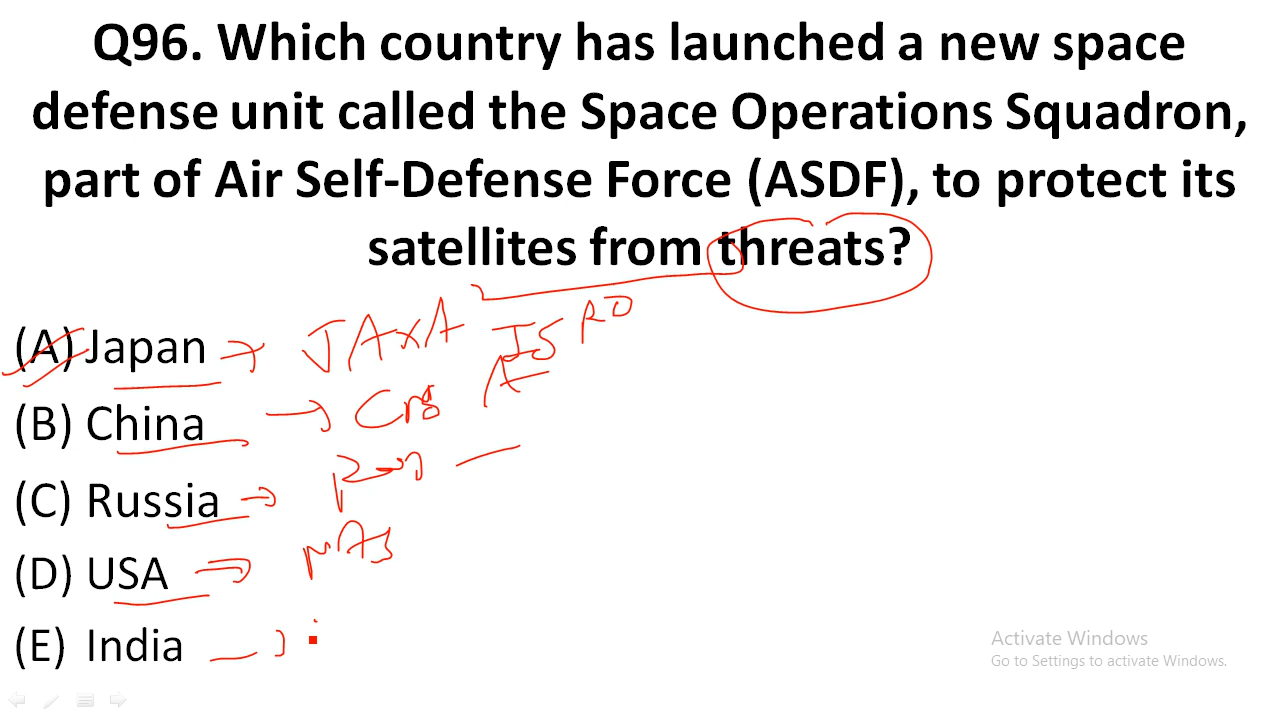 Q96. Which country has launched a new space
defense unit called the Space Operations Squadron,
part of Air Self-Defense Force (ASDF), to protect its
satellites from threats?
(A) Japan JAXA ISRO
(B) China
(C) Russia
(D) USA
(E) India
Activate Windows
Go to Settings to activate Windows.